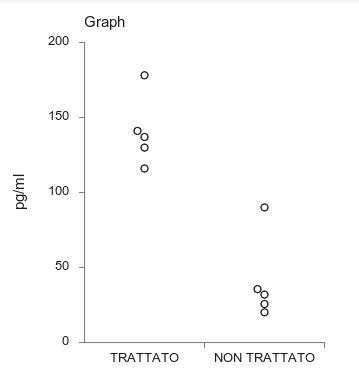 Graph
200
150
100
50
0
pg/ml
TRATTATO
NON TRATTATO